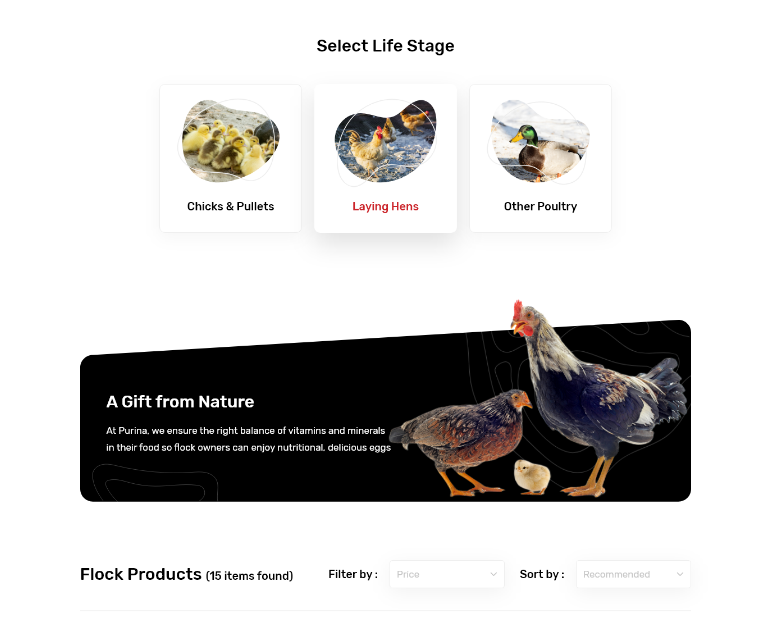 Select Life Stage
Chicks & Pullets
Laying Hens
Other Poultry
A Gift from Nature
At Purina, we ensure the right balance of vitamins and minerals
in their food so flock owners can enjoy nutritional, delicious eggs
Flock Products (15 items found)
Filter by :
Price
Sort by :
Recommended